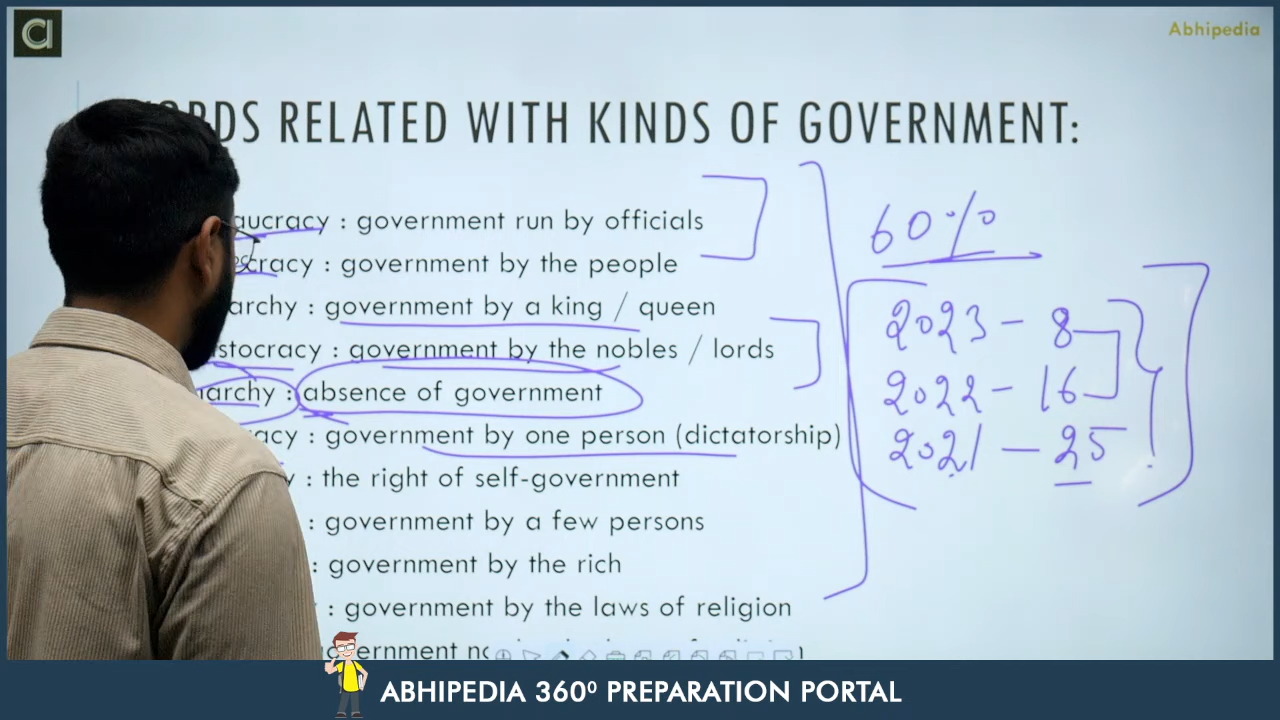 a
Abhipedia
RDS RELATED WITH KINDS OF GOVERNMENT:
aucracy : government run by officials
cracy : government by the people
archy : government by a king / queen
stocracy : government by the nobles / lords
archy : absence of government
acy : government by one person (dictatorship)
y : the right of self-government
: government by a few persons
: government by the rich
: government by the laws of religion
60%
2023 - 8
2022 - 16
2021 - 25
ABHIPEDIA 360⁰ PREPARATION PORTAL